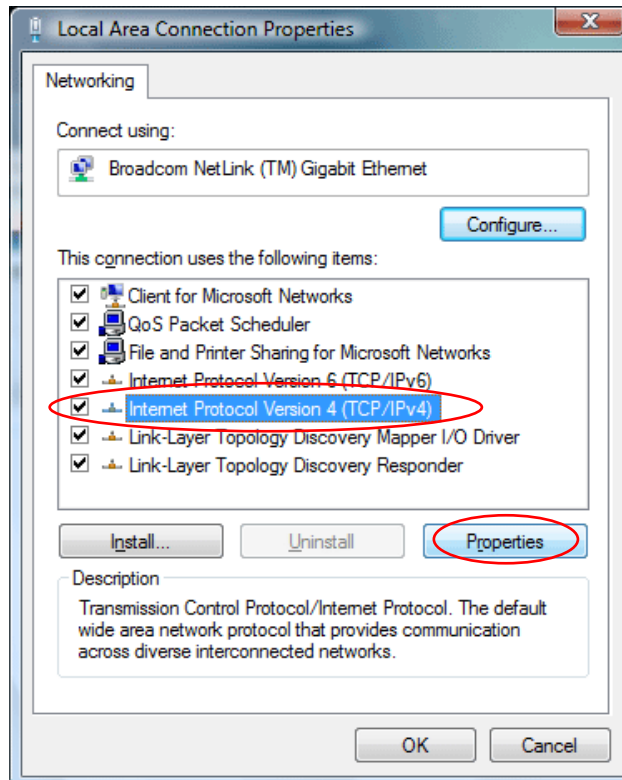 Local Area Connection Properties
Networking
Connect using:
Broadcom NetLink (TM) Gigabit Ethernet
Configure...
This connection uses the following items:
Client for Microsoft Networks
QoS Packet Scheduler
File and Printer Sharing for Microsoft Networks
Internet Protocol Version 6 (TCP/IPv6)
Internet Protocol Version 4 (TCP/IPv4)
Link-Layer Topology Discovery Mapper I/O Driver
Link-Layer Topology Discovery Responder
Install... Uninstall Properties
Description
Transmission Control Protocol/Internet Protocol. The default
wide area network protocol that provides communication
across diverse interconnected networks.
OK Cancel